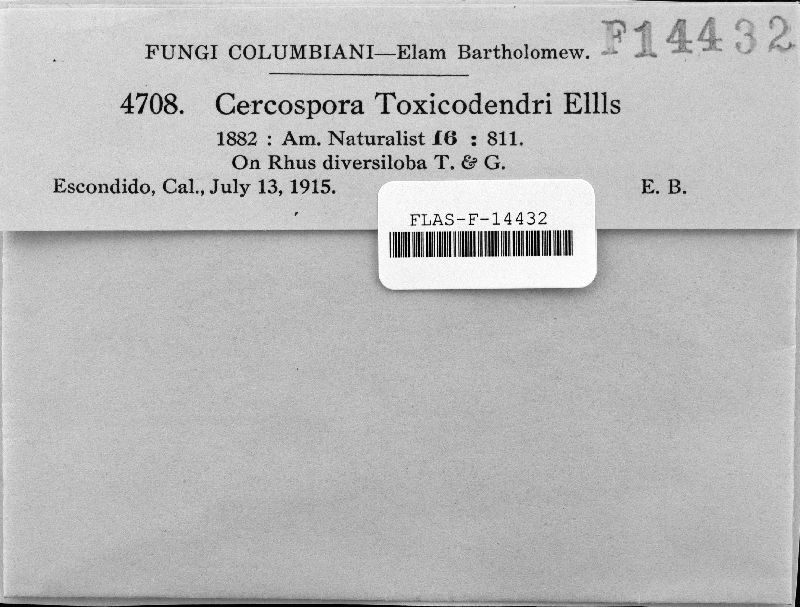 FUNGI COLUMBIANI—Elam Bartholomew. F14432
4708. Cercospora Toxicodendri Ellls
1882 : Am. Naturalist 16 : 811.
On Rhus diversiloba T. & G.
Escondido, Cal., July 13, 1915. E. B.
FLAS-F-14432